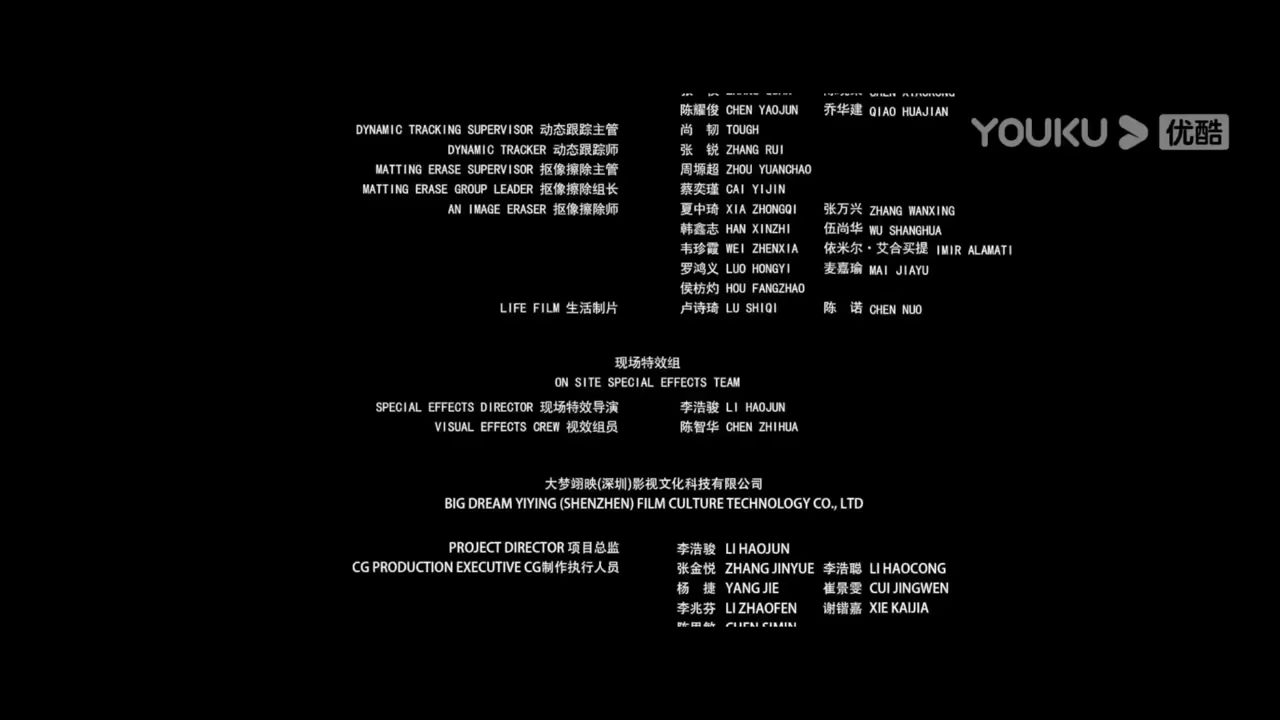 陈耀俊 CHEN YAOJUN 乔华建 QIAO HUAJIAN
YOUKU 优酷
DYNAMIC TRACKING SUPERVISOR 动态跟踪主管 尚 韧 TOUGH
DYNAMIC TRACKER 动态跟踪师 张 锐 ZHANG RUI
MATTING ERASE SUPERVISOR 抠像擦除主管 周塬超 ZHOU YUANCHAO
MATTING ERASE GROUP LEADER 抠像擦除组长 蔡奕瑾 CAI YIJIN
AN IMAGE ERASER 抠像擦除师 夏中琦 XIA ZHONGQI 张万兴 ZHANG WANXING
韩鑫志 HAN XINZHI 伍尚华 WU SHANGHUA
韦珍霞 WEI ZHENXIA 依米尔·艾合买提 IMIR ALAMATI
罗鸿义 LUO HONGYI 麦嘉瑜 MAI JIAYU
侯枋灼 HOU FANGZHAO
LIFE FILM 生活制片 卢诗琦 LU SHIQI 陈 诺 CHEN NUO
现场特效组
ON SITE SPECIAL EFFECTS TEAM
SPECIAL EFFECTS DIRECTOR 现场特效导演 李浩骏 LI HAOJUN
VISUAL EFFECTS CREW 视效组员 陈智华 CHEN ZHIHUA
大梦翊映(深圳)影视文化科技有限公司
BIG DREAM YIYING (SHENZHEN) FILM CULTURE TECHNOLOGY CO., LTD
PROJECT DIRECTOR 项目总监 李浩骏 LI HAOJUN
CG PRODUCTION EXECUTIVE CG制作执行人员 张金悦 ZHANG JINYUE 李浩聪 LI HAOCONG
杨 捷 YANG JIE 崔景雯 CUI JINGWEN
李兆芬 LI ZHAOFEN 谢锴嘉 XIE KAIJIA
CHEN SIMIN